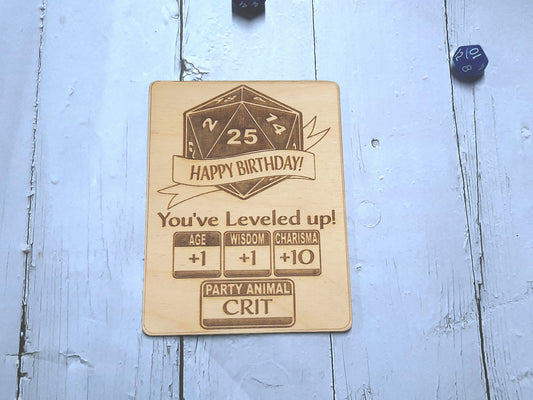 2 25 14
HAPPY BIRTHDAY!
You've Leveled up!
AGE WISDOM CHARISMA
+1 +1 +10
PARTY ANIMAL
CRIT